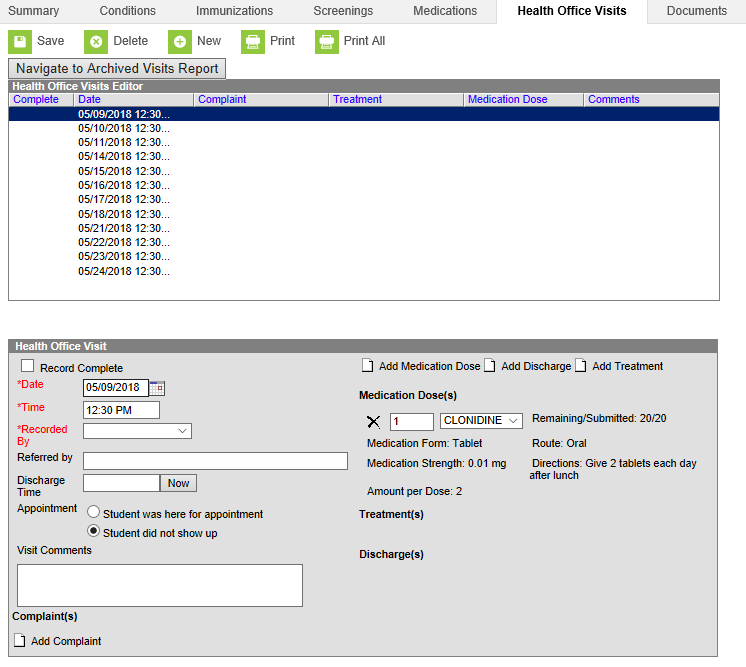 Summary Conditions Immunizations Screenings Medications Health Office Visits Documents
Save Delete New Print Print All
Navigate to Archived Visits Report
Health Office Visits Editor
Complete Date Complaint Treatment Medication Dose Comments
05/09/2018 12:30...
05/10/2018 12:30...
05/11/2018 12:30...
05/14/2018 12:30...
05/15/2018 12:30...
05/16/2018 12:30...
05/17/2018 12:30...
05/18/2018 12:30...
05/21/2018 12:30...
05/22/2018 12:30...
05/23/2018 12:30...
05/24/2018 12:30...
Health Office Visit
Record Complete
*Date 05/09/2018
*Time 12:30 PM
*Recorded
By
Referred by
Discharge
Time Now
Appointment Student was here for appointment
Student did not show up
Visit Comments
Complaint(s)
Add Complaint
Add Medication Dose Add Discharge Add Treatment
Medication Dose(s)
1 CLONIDINE Remaining/Submitted: 20/20
Medication Form: Tablet Route: Oral
Medication Strength: 0.01 mg Directions: Give 2 tablets each day
after lunch
Amount per Dose: 2
Treatment(s)
Discharge(s)